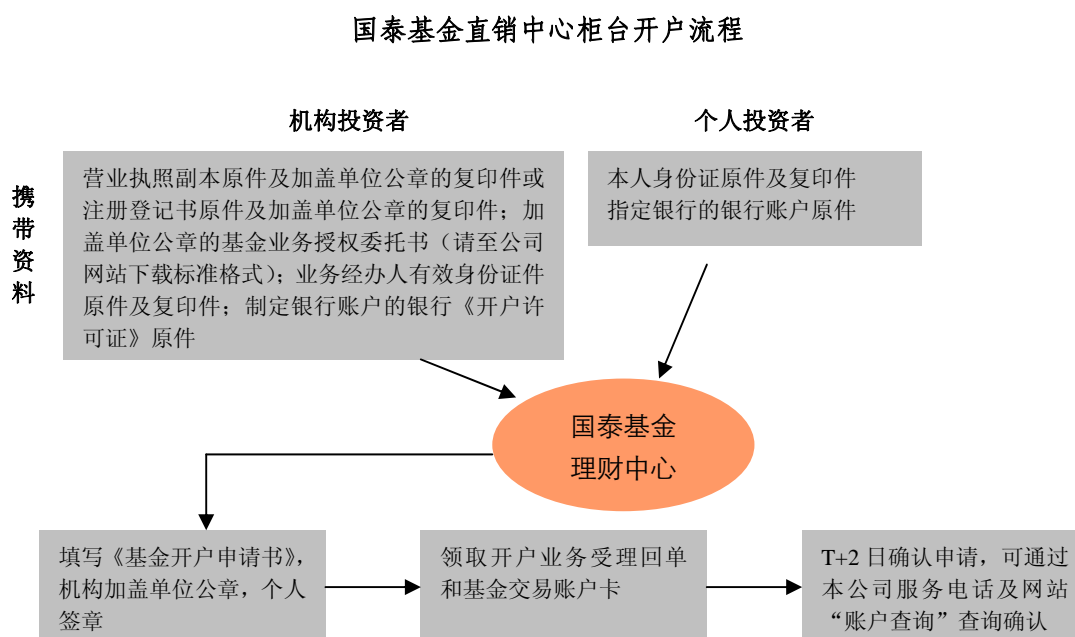 国泰基金直销中心柜台开户流程
机构投资者
个人投资者
携
带
资
料
营业执照副本原件及加盖单位公章的复印件或
注册登记书原件及加盖单位公章的复印件；加
盖单位公章的基金业务授权委托书（请至公司
网站下载标准格式）；业务经办人有效身份证件
原件及复印件；制定银行账户的银行《开户许
可证》原件
本人身份证原件及复印件
指定银行的银行账户原件
国泰基金
理财中心
填写《基金开户申请书》，
机构加盖单位公章，个人
签章
领取开户业务受理回单
和基金交易账户卡
T+2 日确认申请，可通过
本公司服务电话及网站
“账户查询”查询确认